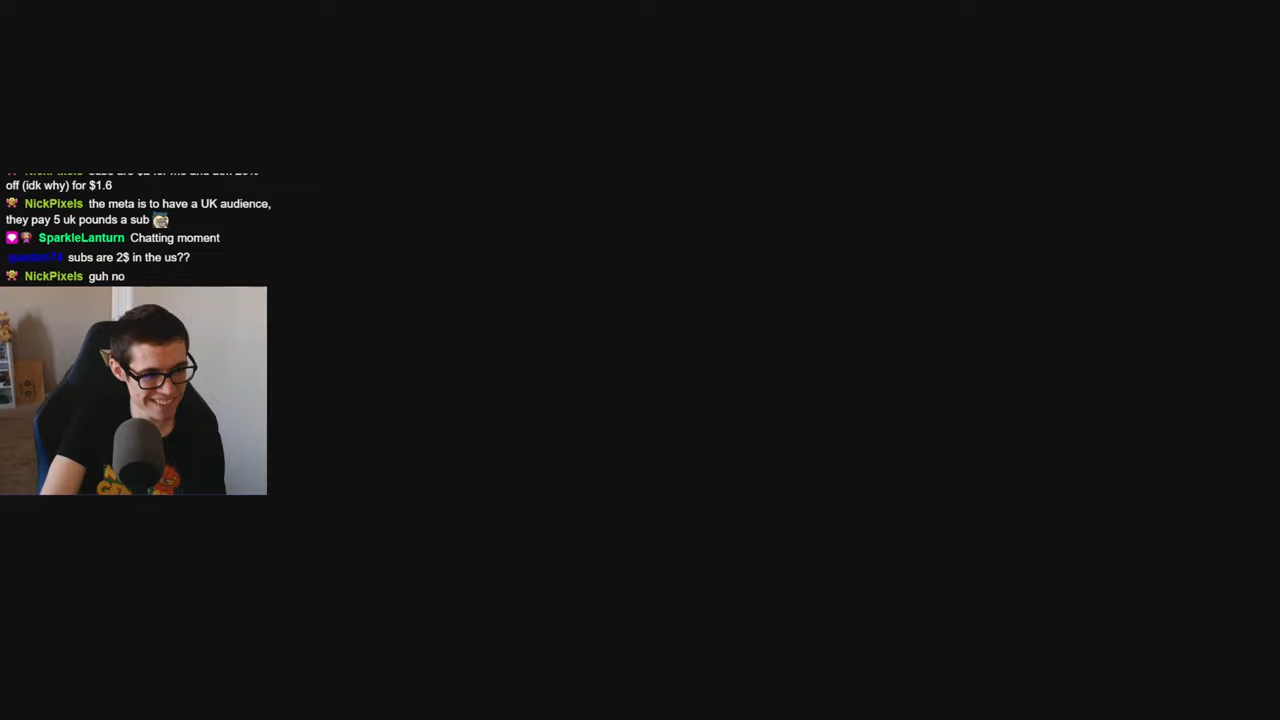 off (idk why) for $1.6
NickPixels the meta is to have a UK audience,
they pay 5 uk pounds a sub
SparkleLanturn Chatting moment
subs are 2$ in the us??
NickPixels guh no